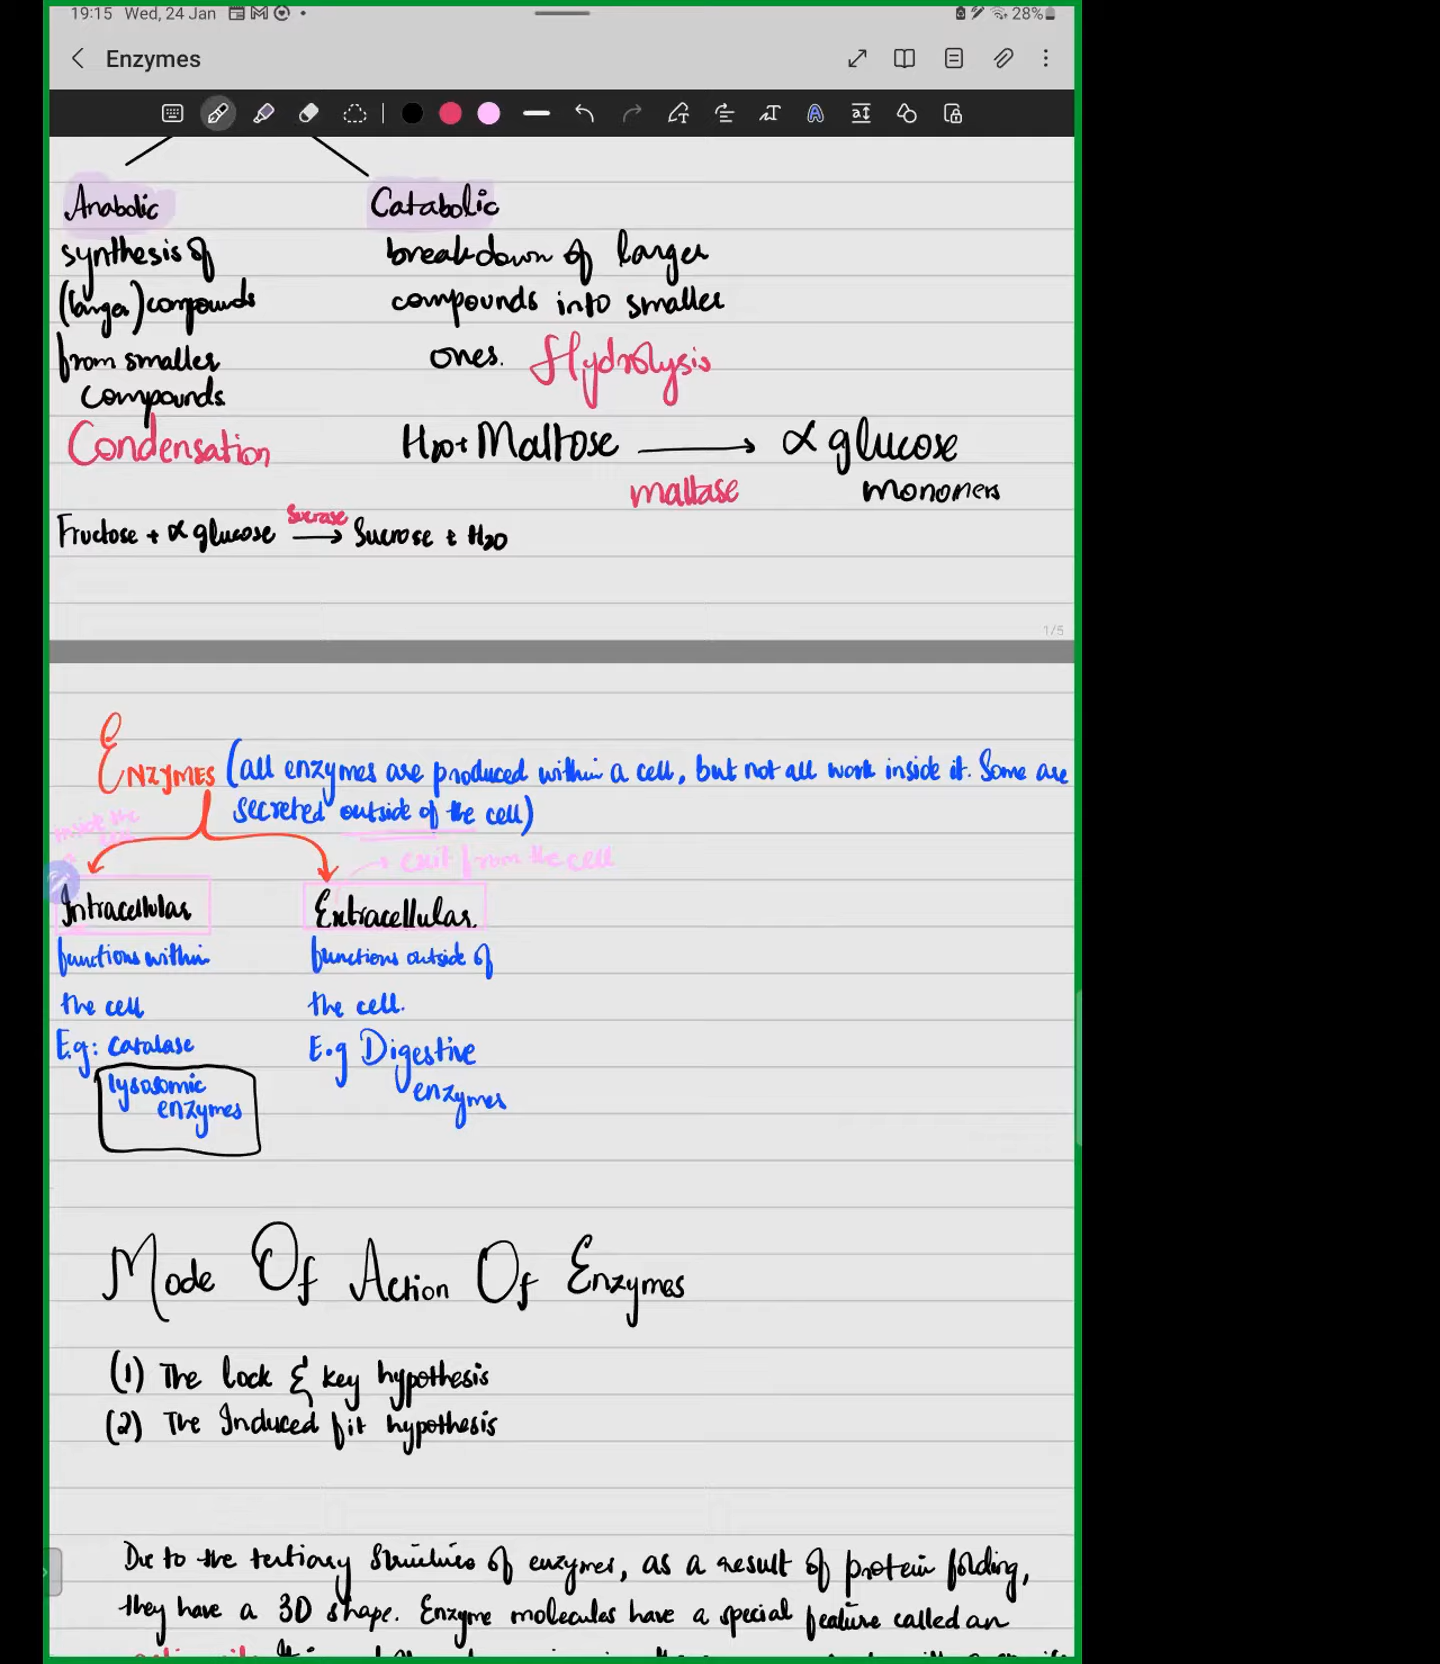 19:15 Wed, 24 Jan
28%
Enzymes
Anabolic
Catabolic
synthesis of
(larger) compounds
from smaller
compounds
Condensation
breakdown of larger
compounds into smaller
ones. Hydrolysis
H2O+ Maltose → α glucose
maltase
monomers
Sucrase
Fructose + α glucose → Sucrose + H2O
1/5
ENZYMES (all enzymes are produced within a cell, but not all work inside it. Some are
secreted outside of the cell)
inside the
cell
→ exit from the cell
Intracellular
Extracellular
functions within
the cell
E.g: Catalase
lysosomic
enzymes
functions outside of
the cell.
E.g Digestive
enzymes
Mode Of Action Of Enzymes
(1) The lock & key hypothesis
(2) The Induced fit hypothesis
Due to the tertiary structures of enzymes, as a result of protein folding,
they have a 3D shape. Enzyme molecules have a special feature called an